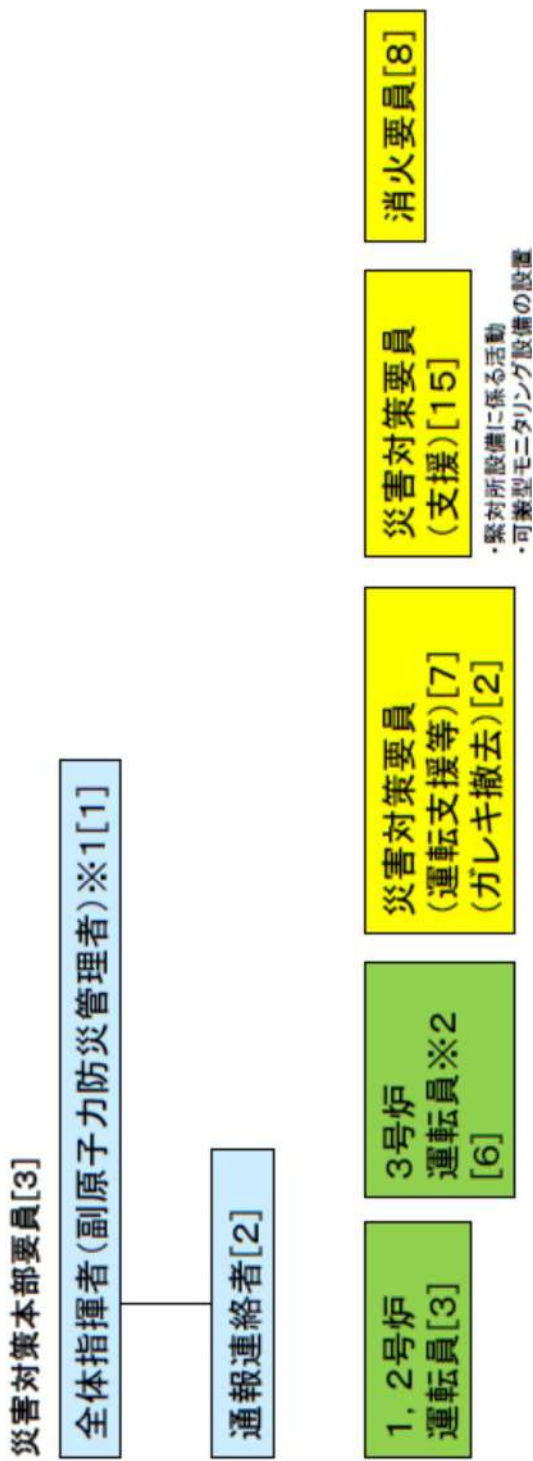 災害対策本部要員[3]
全体指揮者(副原子力防災管理者)※1[1]
通報連絡者[2]
1, 2号炉
運転員[3]
3号炉
運転員※2
[6]
災害対策要員
(運転支援等)[7]
(ガレキ撤去)[2]
災害対策要員
(支援)[15]
・緊対所設備に係る活動
・可搬型モニタリング設備の設置
消火要員[8]